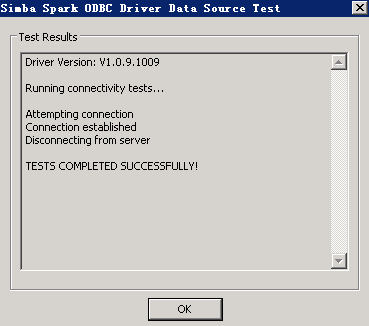 Simba Spark ODBC Driver Data Source Test
Test Results
Driver Version: V1.0.9.1009
Running connectivity tests...
Attempting connection
Connection established
Disconnecting from server
TESTS COMPLETED SUCCESSFULLY!
OK